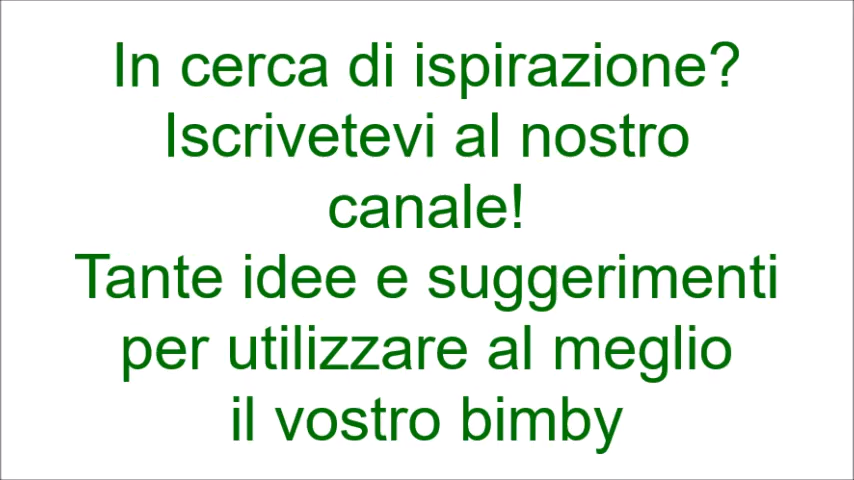 In cerca di ispirazione?
Iscrivetevi al nostro
canale!
Tante idee e suggerimenti
per utilizzare al meglio
il vostro bimby